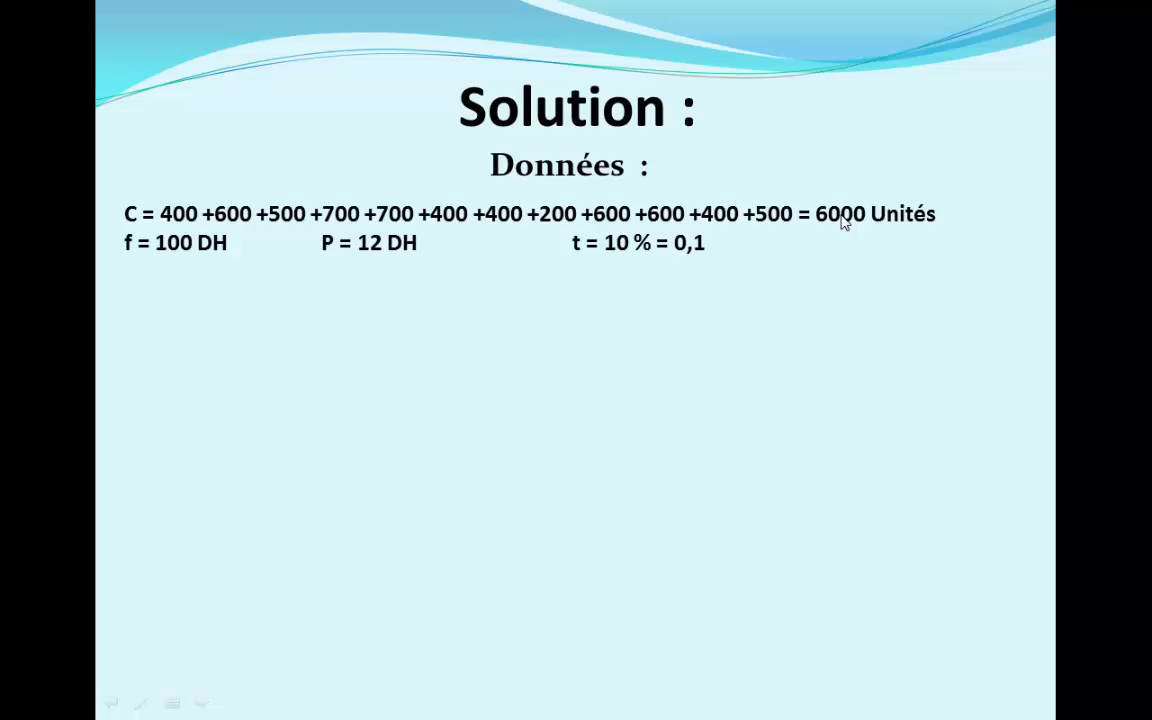 Solution :
Données :
C = 400 +600 +500 +700 +700 +400 +400 +200 +600 +600 +400 +500 = 6000 Unités
f = 100 DH P = 12 DH t = 10 % = 0,1